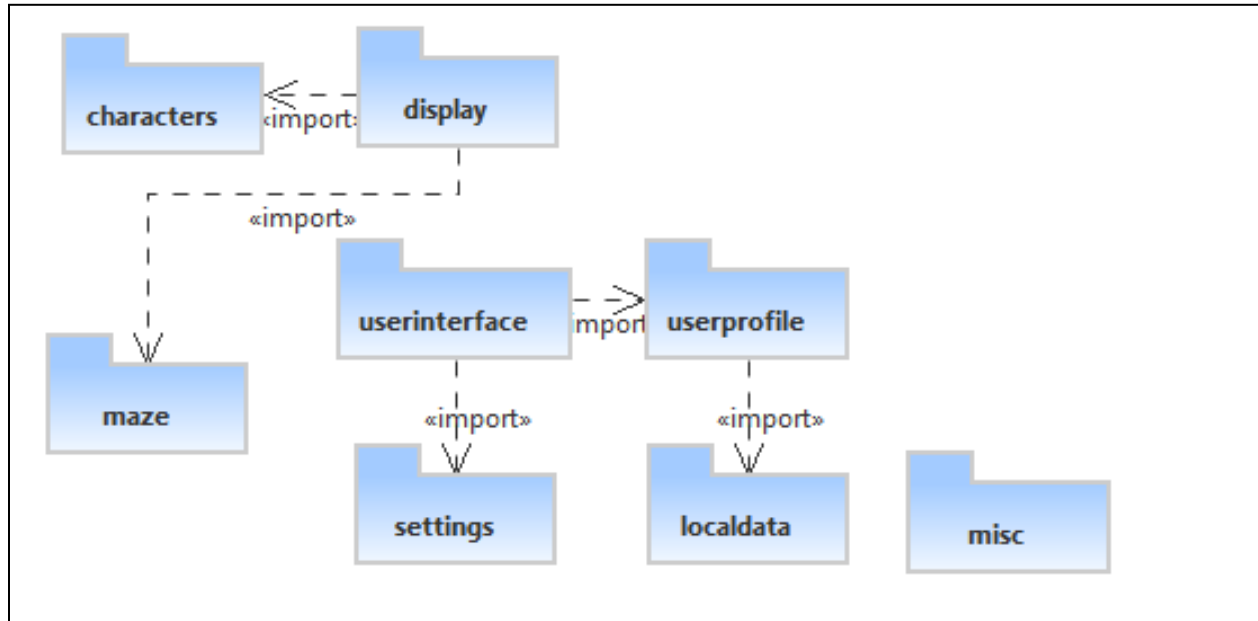 characters
display
«import»
«import»
userinterface
import
userprofile
maze
«import»
«import»
settings
localdata
misc